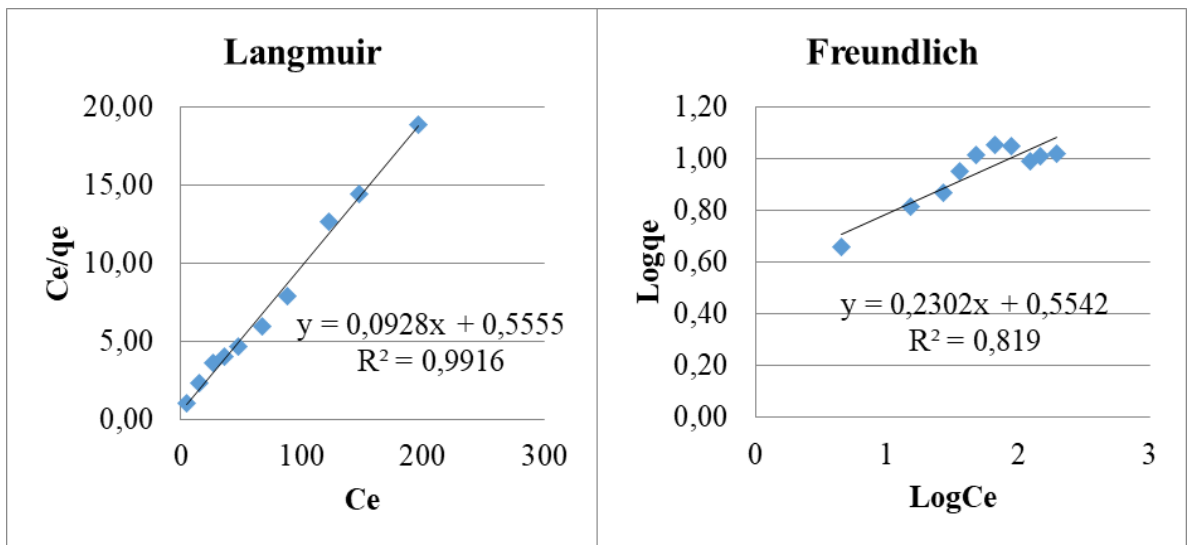 Langmuir
Ce/qe
20,00
15,00
10,00
5,00
0,00
y = 0,0928x + 0,5555
R² = 0,9916
0 100 200 300
Ce
Freundlich
Logqe
1,20
1,00
0,80
0,60
0,40
0,20
0,00
y = 0,2302x + 0,5542
R² = 0,819
0 1 2 3
LogCe